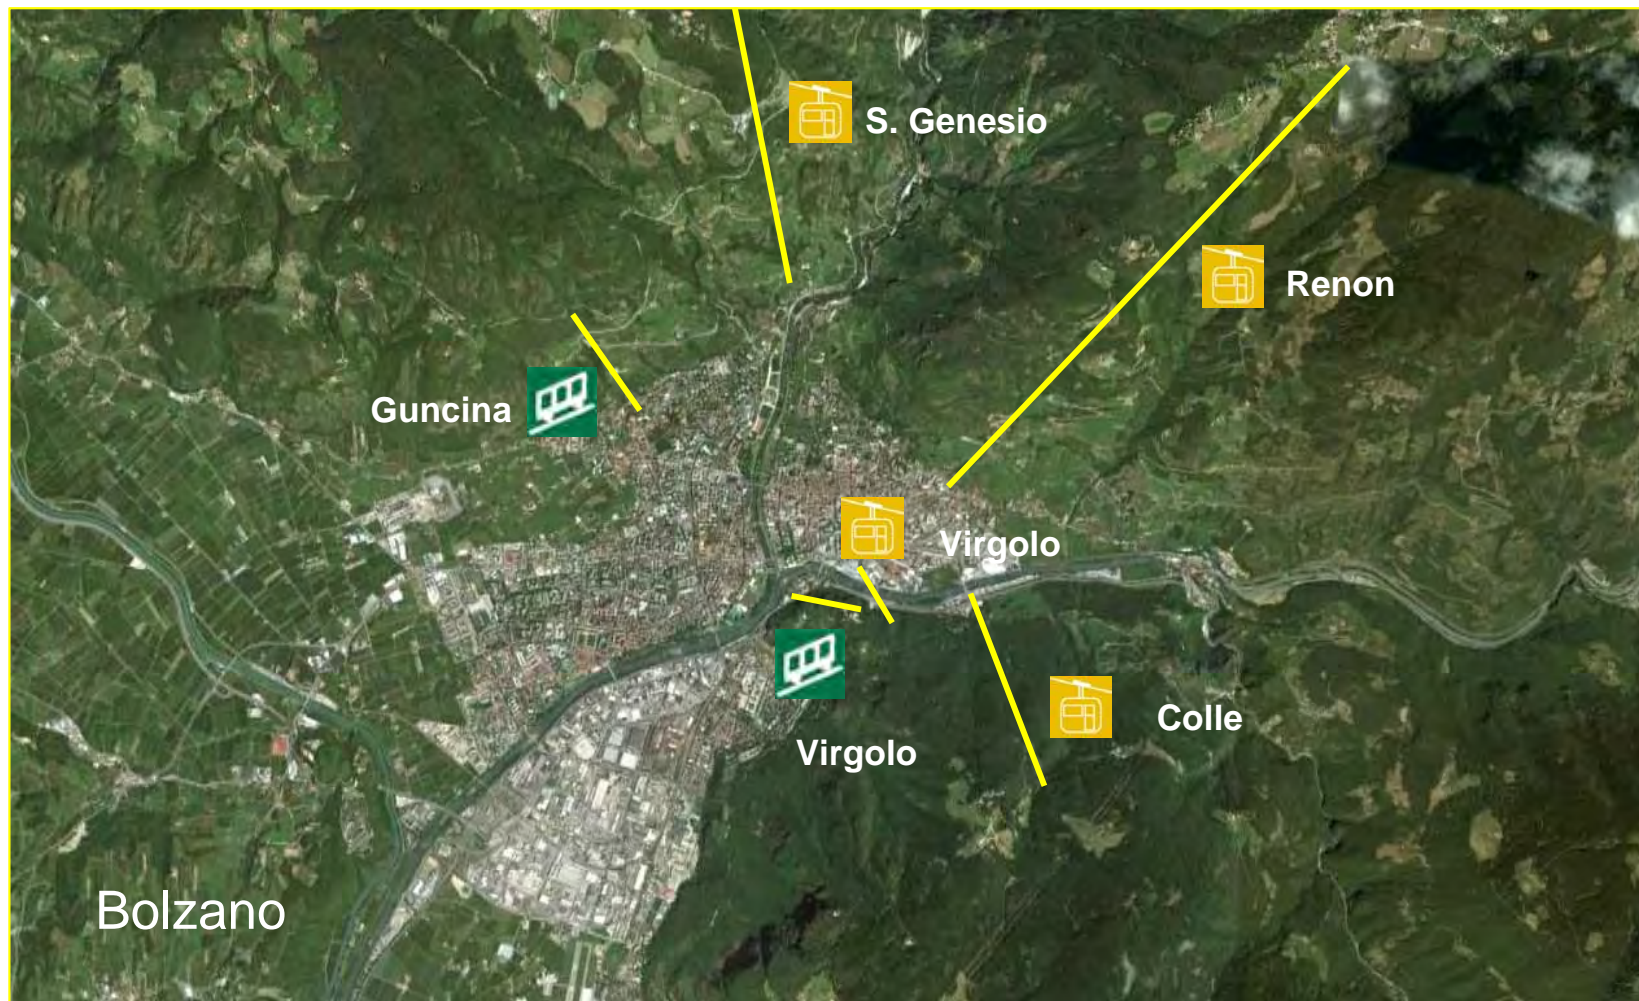 S. Genesio
Renon
Guncina
Virgolo
Colle
Virgolo
Bolzano